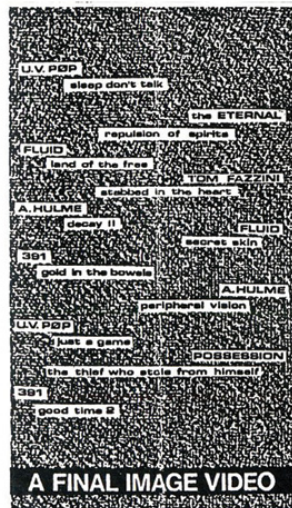 U.V. PØP
sleep don't talk
the ETERNAL
repulsion of spirits
FLUID
land of the free
TOM FAZZINI
stabbed in the heart
A.HULME
decay II
FLUID
secret skin
391
gold in the bowels
A.HULME
peripheral vision
U.V. PØP
just a game
POSSESSION
the thief who stole from himself
391
good time 2
A FINAL IMAGE VIDEO